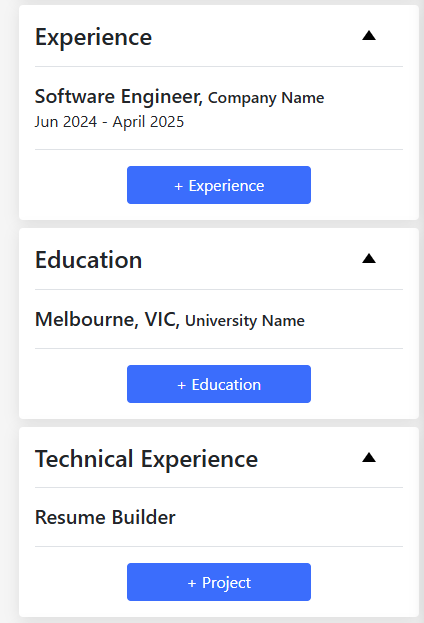 Experience
Software Engineer, Company Name
Jun 2024 - April 2025
+ Experience
Education
Melbourne, VIC, University Name
+ Education
Technical Experience
Resume Builder
+ Project